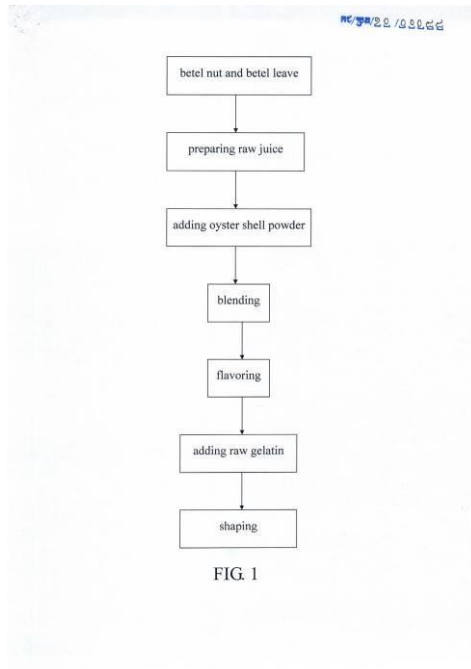 betel nut and betel leave
preparing raw juice
adding oyster shell powder
blending
flavoring
adding raw gelatin
shaping
FIG. 1